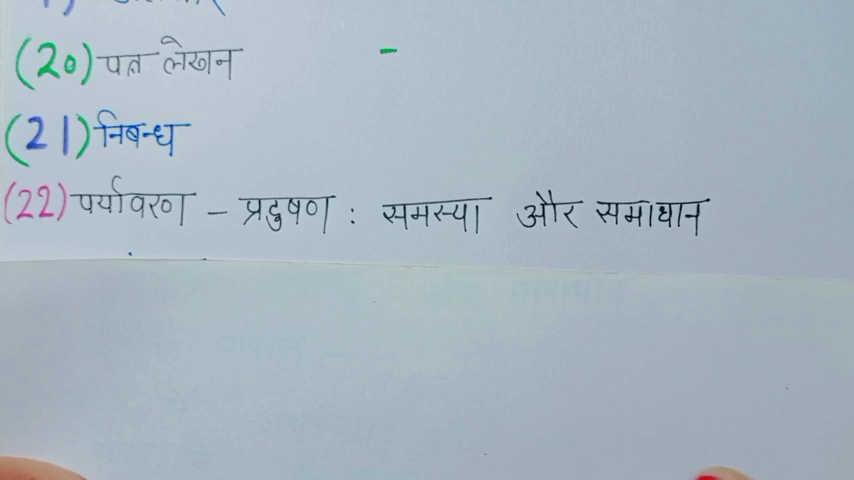 (20) पत्र लेखन -
(21) निबन्ध
(22) पर्यावरण - प्रदुषण : समस्या और समाधान